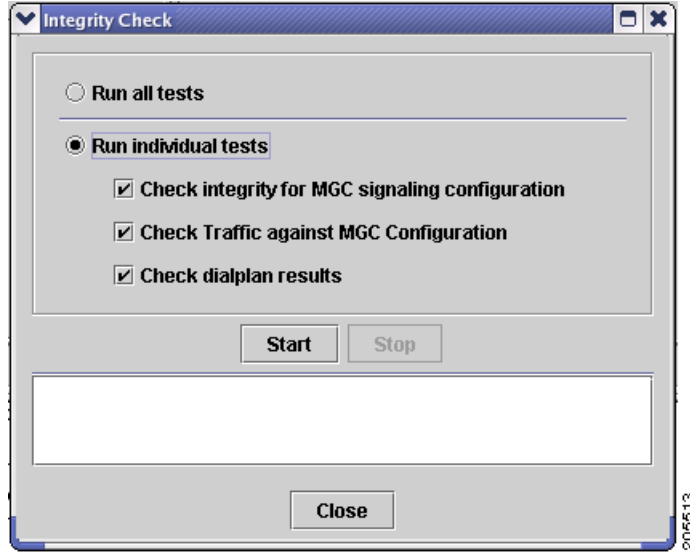 Integrity Check
Run all tests
Run individual tests
Check integrity for MGC signaling configuration
Check Traffic against MGC Configuration
Check dialplan results
Start Stop
Close
205513